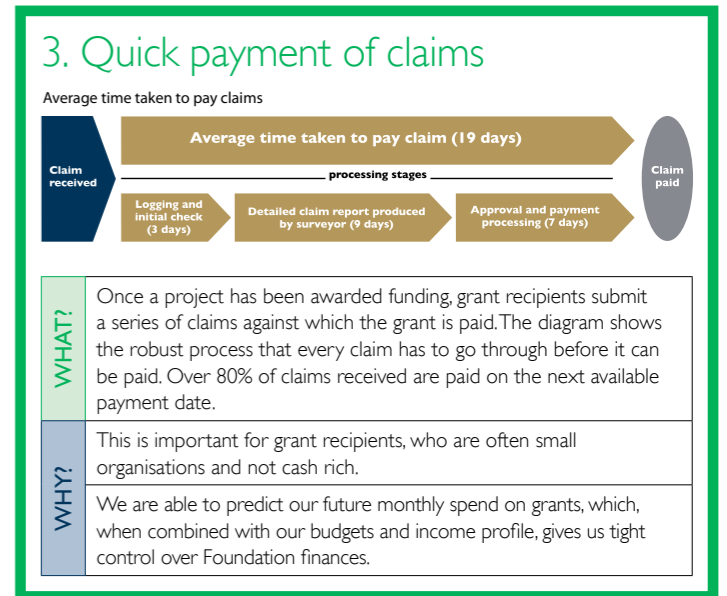 3. Quick payment of claims
Average time taken to pay claims
Claim
received
Average time taken to pay claim (19 days)
processing stages
Logging and
initial check
(3 days)
Detailed claim report produced
by surveyor (9 days)
Approval and payment
processing (7 days)
Claim
paid
WHAT?
Once a project has been awarded funding, grant recipients submit
a series of claims against which the grant is paid. The diagram shows
the robust process that every claim has to go through before it can
be paid. Over 80% of claims received are paid on the next available
payment date.
WHY?
This is important for grant recipients, who are often small
organisations and not cash rich.
We are able to predict our future monthly spend on grants, which,
when combined with our budgets and income profile, gives us tight
control over Foundation finances.